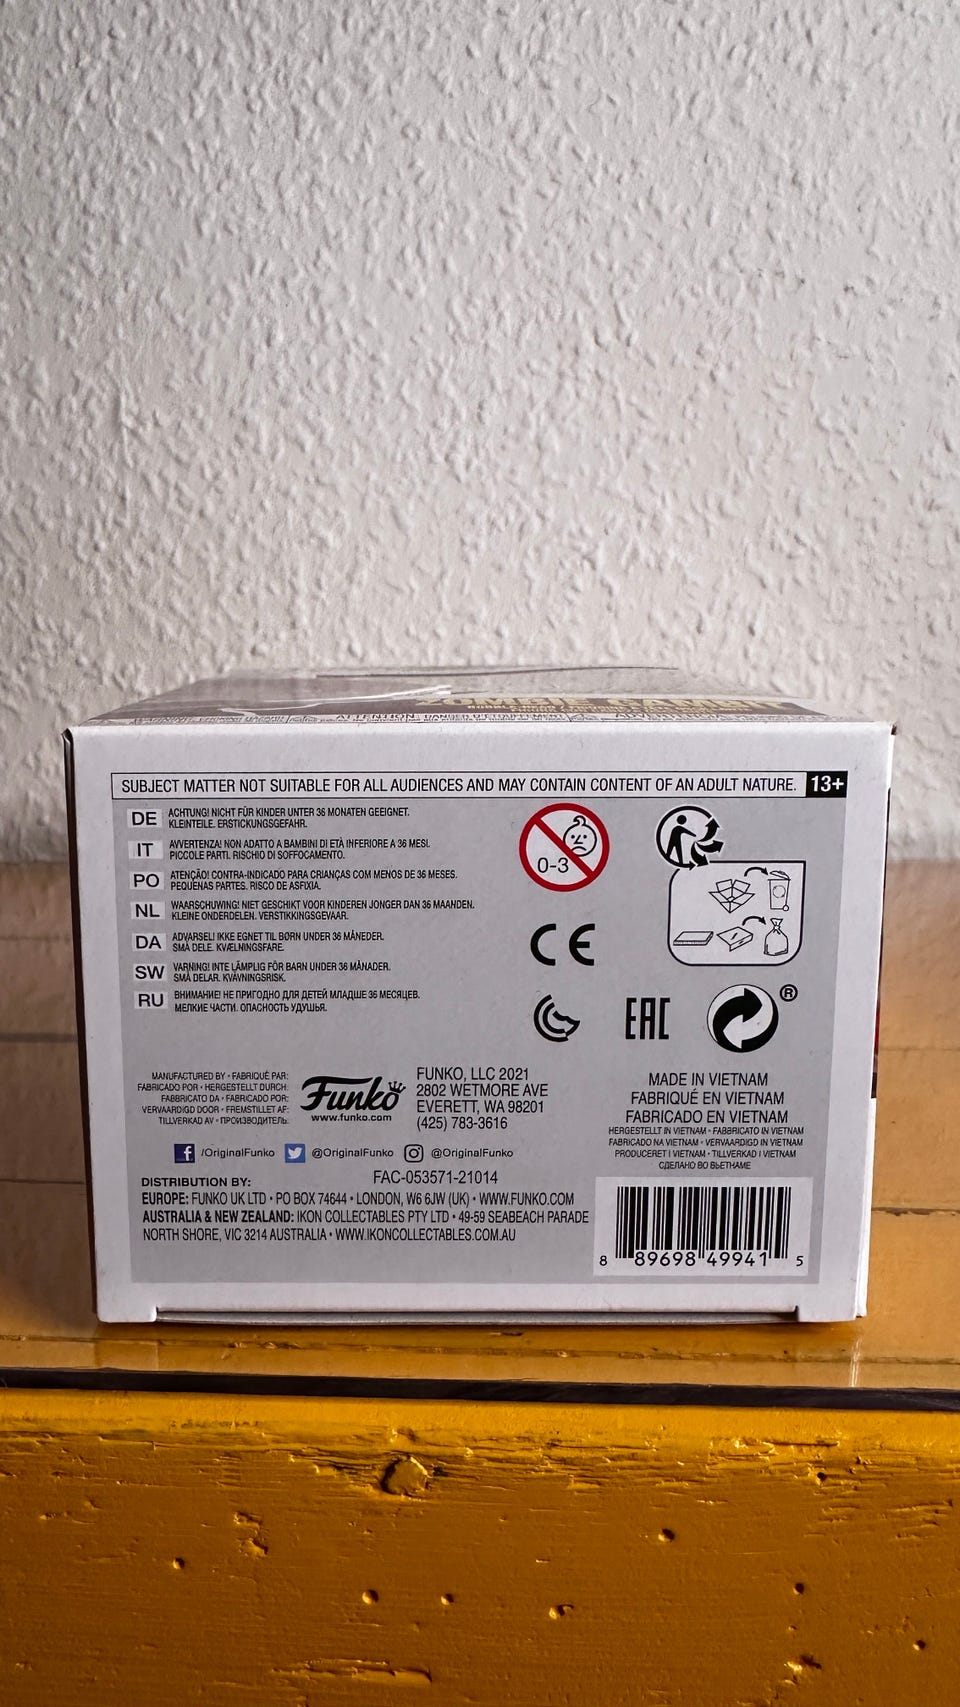 ZOMBIE GAMBIT
ATTENTION: DANGER D'ÉTOUFFEMENT
SUBJECT MATTER NOT SUITABLE FOR ALL AUDIENCES AND MAY CONTAIN CONTENT OF AN ADULT NATURE. 13+
DE ACHTUNG! NICHT FÜR KINDER UNTER 36 MONATEN GEEIGNET.
KLEINTEILE. ERSTICKUNGSGEFAHR.
IT AVVERTENZA! NON ADATTO A BAMBINI DI ETÀ INFERIORE A 36 MESI.
PICCOLE PARTI. RISCHIO DI SOFFOCAMENTO.
PO ATENÇÃO! CONTRA-INDICADO PARA CRIANÇAS COM MENOS DE 36 MESES.
PEQUENAS PARTES. RISCO DE ASFIXIA.
NL WAARSCHUWING! NIET GESCHIKT VOOR KINDEREN JONGER DAN 36 MAANDEN.
KLEINE ONDERDELEN. VERSTIKKINGSGEVAAR.
DA ADVARSEL! IKKE EGNET TIL BØRN UNDER 36 MÅNEDER.
SMÅ DELE. KVÆLNINGSFARE.
SW VARNING! INTE LÄMPLIG FÖR BARN UNDER 36 MÅNADER.
SMÅ DELAR. KVÄVNINGSRISK.
RU ВНИМАНИЕ! НЕ ПРИГОДНО ДЛЯ ДЕТЕЙ МЛАДШЕ 36 МЕСЯЦЕВ.
МЕЛКИЕ ЧАСТИ. ОПАСНОСТЬ УДУШЬЯ.
0-3
CE
EAC
®
MANUFACTURED BY • FABRIQUÉ PAR:
FABRICADO POR • HERGESTELLT DURCH:
FABBRICATO DA • FABRICADO POR:
VERVAARDIGD DOOR • FREMSTILLET AF:
TILLVERKAD AV • ПРОИЗВОДИТЕЛЬ:
Funko
www.funko.com
FUNKO, LLC 2021
2802 WETMORE AVE
EVERETT, WA 98201
(425) 783-3616
MADE IN VIETNAM
FABRIQUÉ EN VIETNAM
FABRICADO EN VIETNAM
HERGESTELLT IN VIETNAM • FABBRICATO IN VIETNAM
FABRICADO NA VIETNAM • VERVAARDIGD IN VIETNAM
PRODUCERET I VIETNAM • TILLVERKAD I VIETNAM
СДЕЛАНО ВО ВЬЕТНАМЕ
/OriginalFunko @OriginalFunko @OriginalFunko
FAC-053571-21014
DISTRIBUTION BY:
EUROPE: FUNKO UK LTD • PO BOX 74644 • LONDON, W6 6JW (UK) • WWW.FUNKO.COM
AUSTRALIA & NEW ZEALAND: IKON COLLECTABLES PTY LTD • 49-59 SEABEACH PARADE
NORTH SHORE, VIC 3214 AUSTRALIA • WWW.IKONCOLLECTABLES.COM.AU
8 89698 49941 5